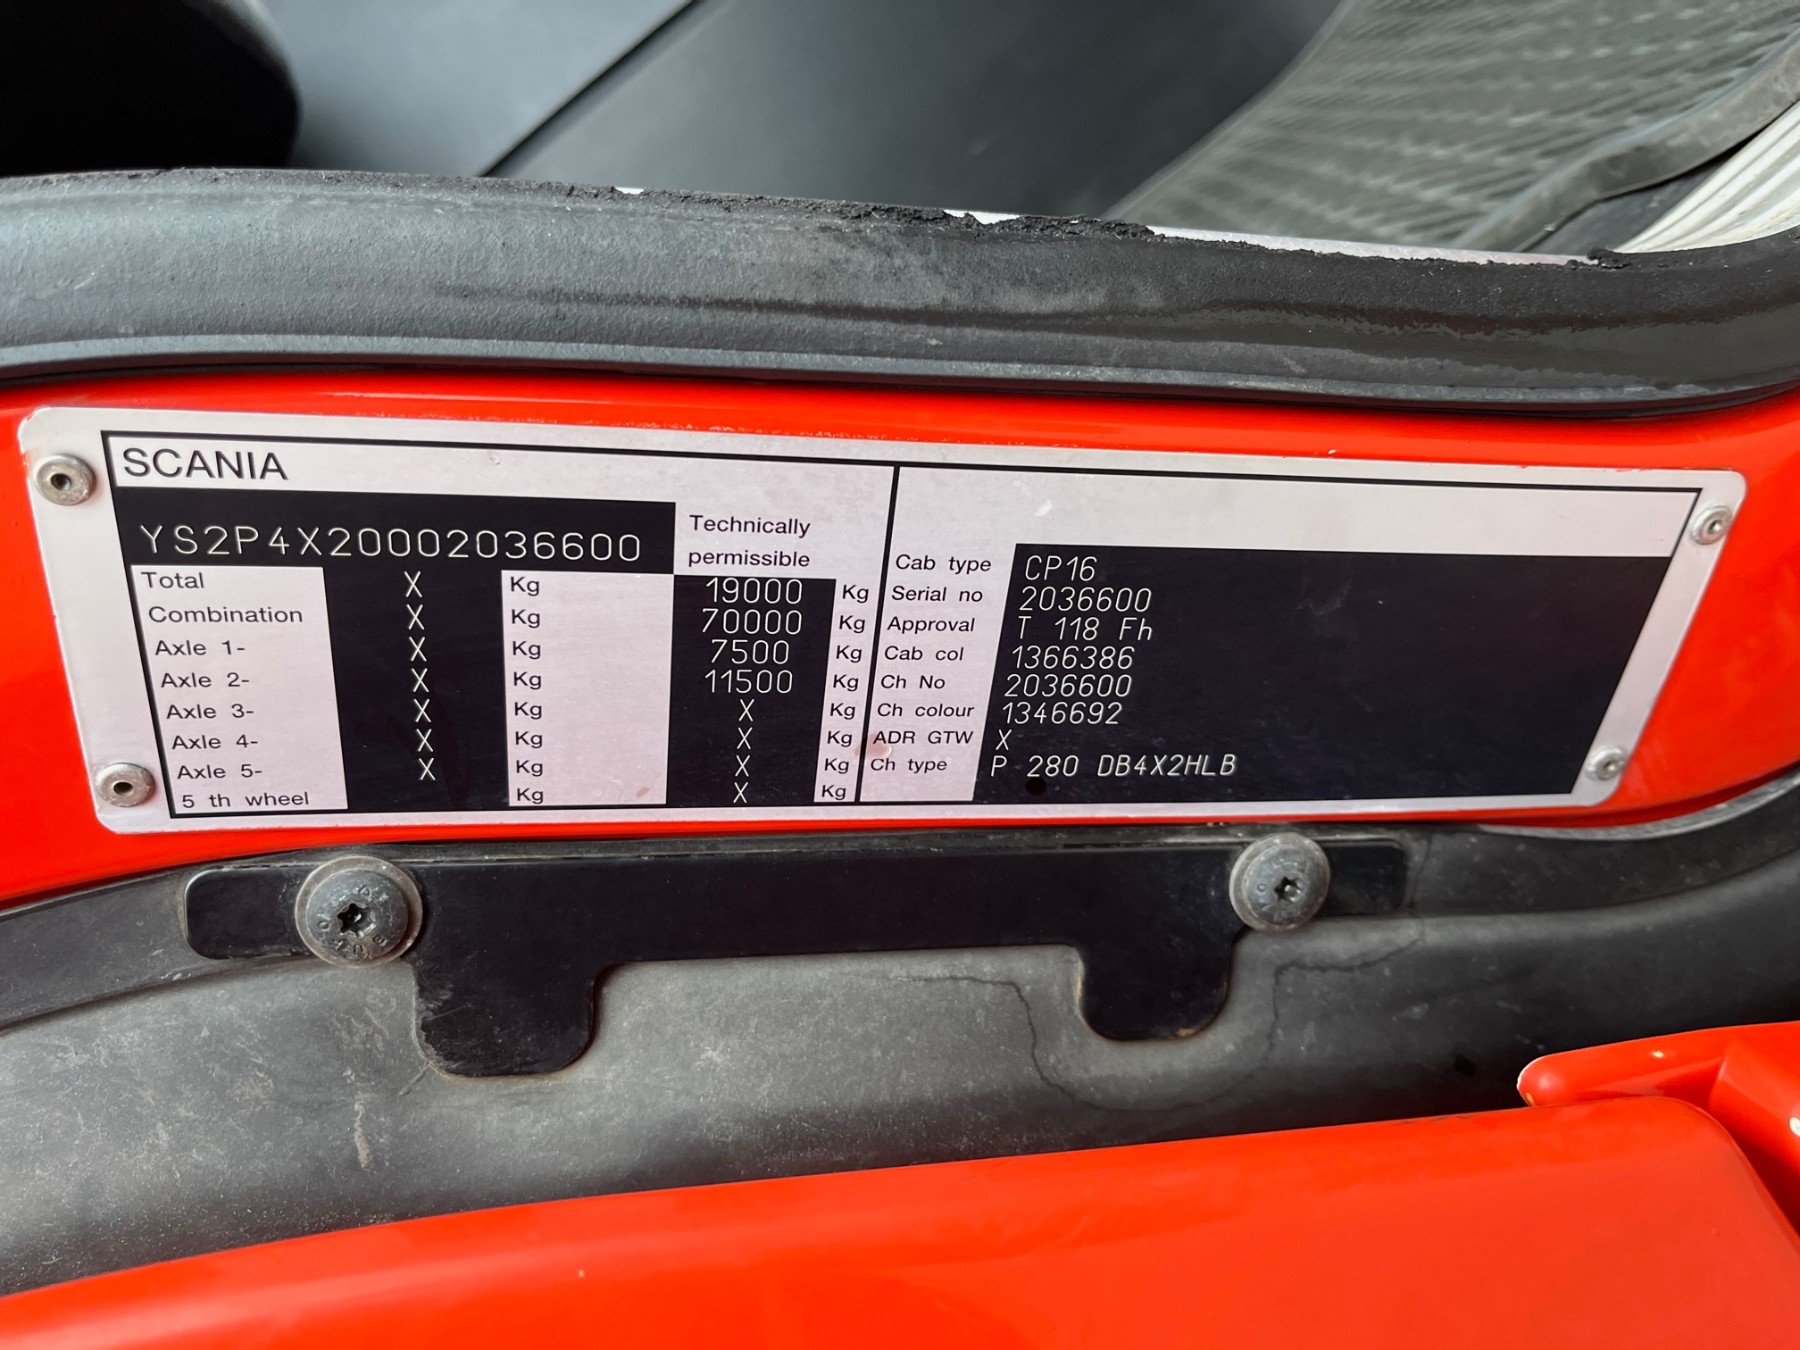 SCANIA
YS2P4X20002036600
Technically
permissible
Total X Kg 19000 Kg
Combination X Kg 70000 Kg
Axle 1- X Kg 7500 Kg
Axle 2- X Kg 11500 Kg
Axle 3- X Kg X Kg
Axle 4- X Kg X Kg
Axle 5- X Kg X Kg
5 th wheel Kg X Kg
Cab type CP16
Serial no 2036600
Approval T 118 Fh
Cab col 1366386
Ch No 2036600
Ch colour 1346692
ADR GTW X
Ch type P 280 DB4X2HLB